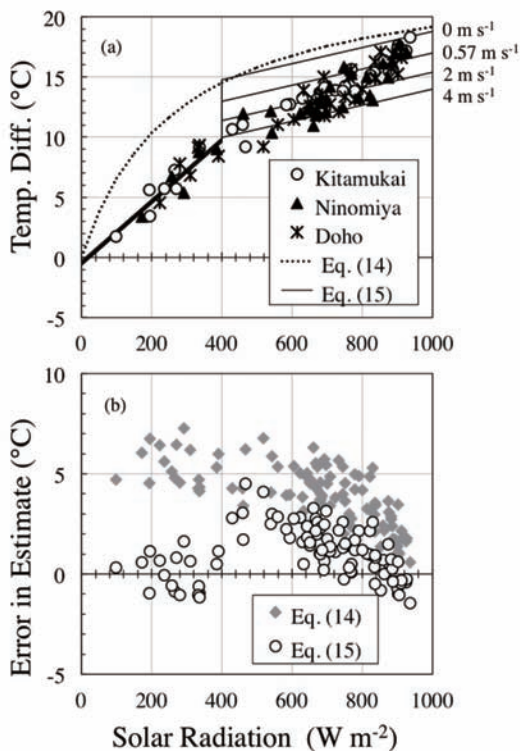 (a)
0 m s-1
0.57 m s-1
2 m s-1
4 m s-1
20
15
10
5
0
-5
Temp. Diff. (°C)
Kitamukai
Ninomiya
Doho
Eq. (14)
Eq. (15)
0 200 400 600 800 1000
(b)
10
5
0
-5
Error in Estimate (°C)
Eq. (14)
Eq. (15)
0 200 400 600 800 1000
Solar Radiation (W m-2)